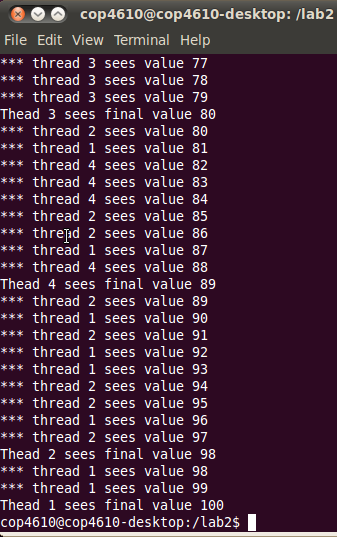 cop4610@cop4610-desktop: /lab2
File Edit View Terminal Help
*** thread 3 sees value 77
*** thread 3 sees value 78
*** thread 3 sees value 79
Thead 3 sees final value 80
*** thread 2 sees value 80
*** thread 1 sees value 81
*** thread 4 sees value 82
*** thread 4 sees value 83
*** thread 4 sees value 84
*** thread 2 sees value 85
*** thread 2 sees value 86
*** thread 1 sees value 87
*** thread 4 sees value 88
Thead 4 sees final value 89
*** thread 2 sees value 89
*** thread 1 sees value 90
*** thread 2 sees value 91
*** thread 1 sees value 92
*** thread 1 sees value 93
*** thread 2 sees value 94
*** thread 2 sees value 95
*** thread 1 sees value 96
*** thread 2 sees value 97
Thead 2 sees final value 98
*** thread 1 sees value 98
*** thread 1 sees value 99
Thead 1 sees final value 100
cop4610@cop4610-desktop:/lab2$